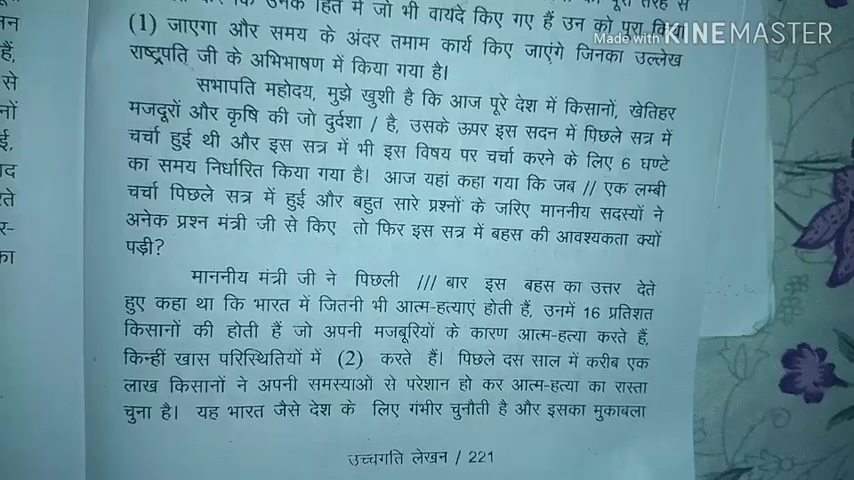 Made with KINEMASTER
उनके हित में जो भी वायदे किए गए हैं उन को पूरा किया
(1) जाएगा और समय के अंदर तमाम कार्य किए जाएंगे जिनका उल्लेख
राष्ट्रपति जी के अभिभाषण में किया गया है।
सभापति महोदय, मुझे खुशी है कि आज पूरे देश में किसानों, खेतिहर
मजदूरों और कृषि की जो दुर्दशा / है, उसके ऊपर इस सदन में पिछले सत्र में
चर्चा हुई थी और इस सत्र में भी इस विषय पर चर्चा करने के लिए 6 घण्टे
का समय निर्धारित किया गया है। आज यहां कहा गया कि जब // एक लम्बी
चर्चा पिछले सत्र में हुई और बहुत सारे प्रश्नों के जरिए माननीय सदस्यों ने
अनेक प्रश्न मंत्री जी से किए तो फिर इस सत्र में बहस की आवश्यकता क्यों
पड़ी?
माननीय मंत्री जी ने पिछली /// बार इस बहस का उत्तर देते
हुए कहा था कि भारत में जितनी भी आत्म-हत्याएं होती हैं, उनमें 16 प्रतिशत
किसानों की होती हैं जो अपनी मजबूरियों के कारण आत्म-हत्या करते हैं,
किन्हीं खास परिस्थितियों में (2) करते हैं। पिछले दस साल में करीब एक
लाख किसानों ने अपनी समस्याओं से परेशान हो कर आत्म-हत्या का रास्ता
चुना है। यह भारत जैसे देश के लिए गंभीर चुनौती है और इसका मुकाबला
उच्चगति लेखन / 221